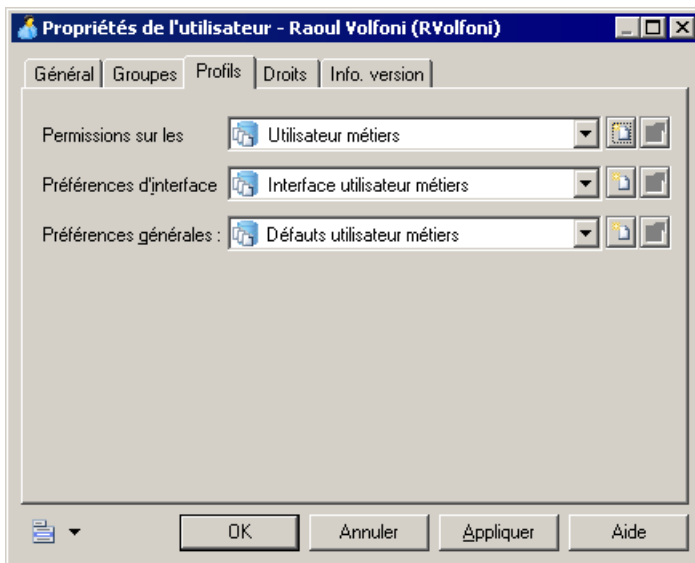 Propriétés de l'utilisateur - Raoul Volfoni (RVolfoni)
Général Groupes Profils Droits Info. version
Permissions sur les Utilisateur métiers
Préférences d'interface Interface utilisateur métiers
Préférences générales : Défauts utilisateur métiers
OK Annuler Appliquer Aide